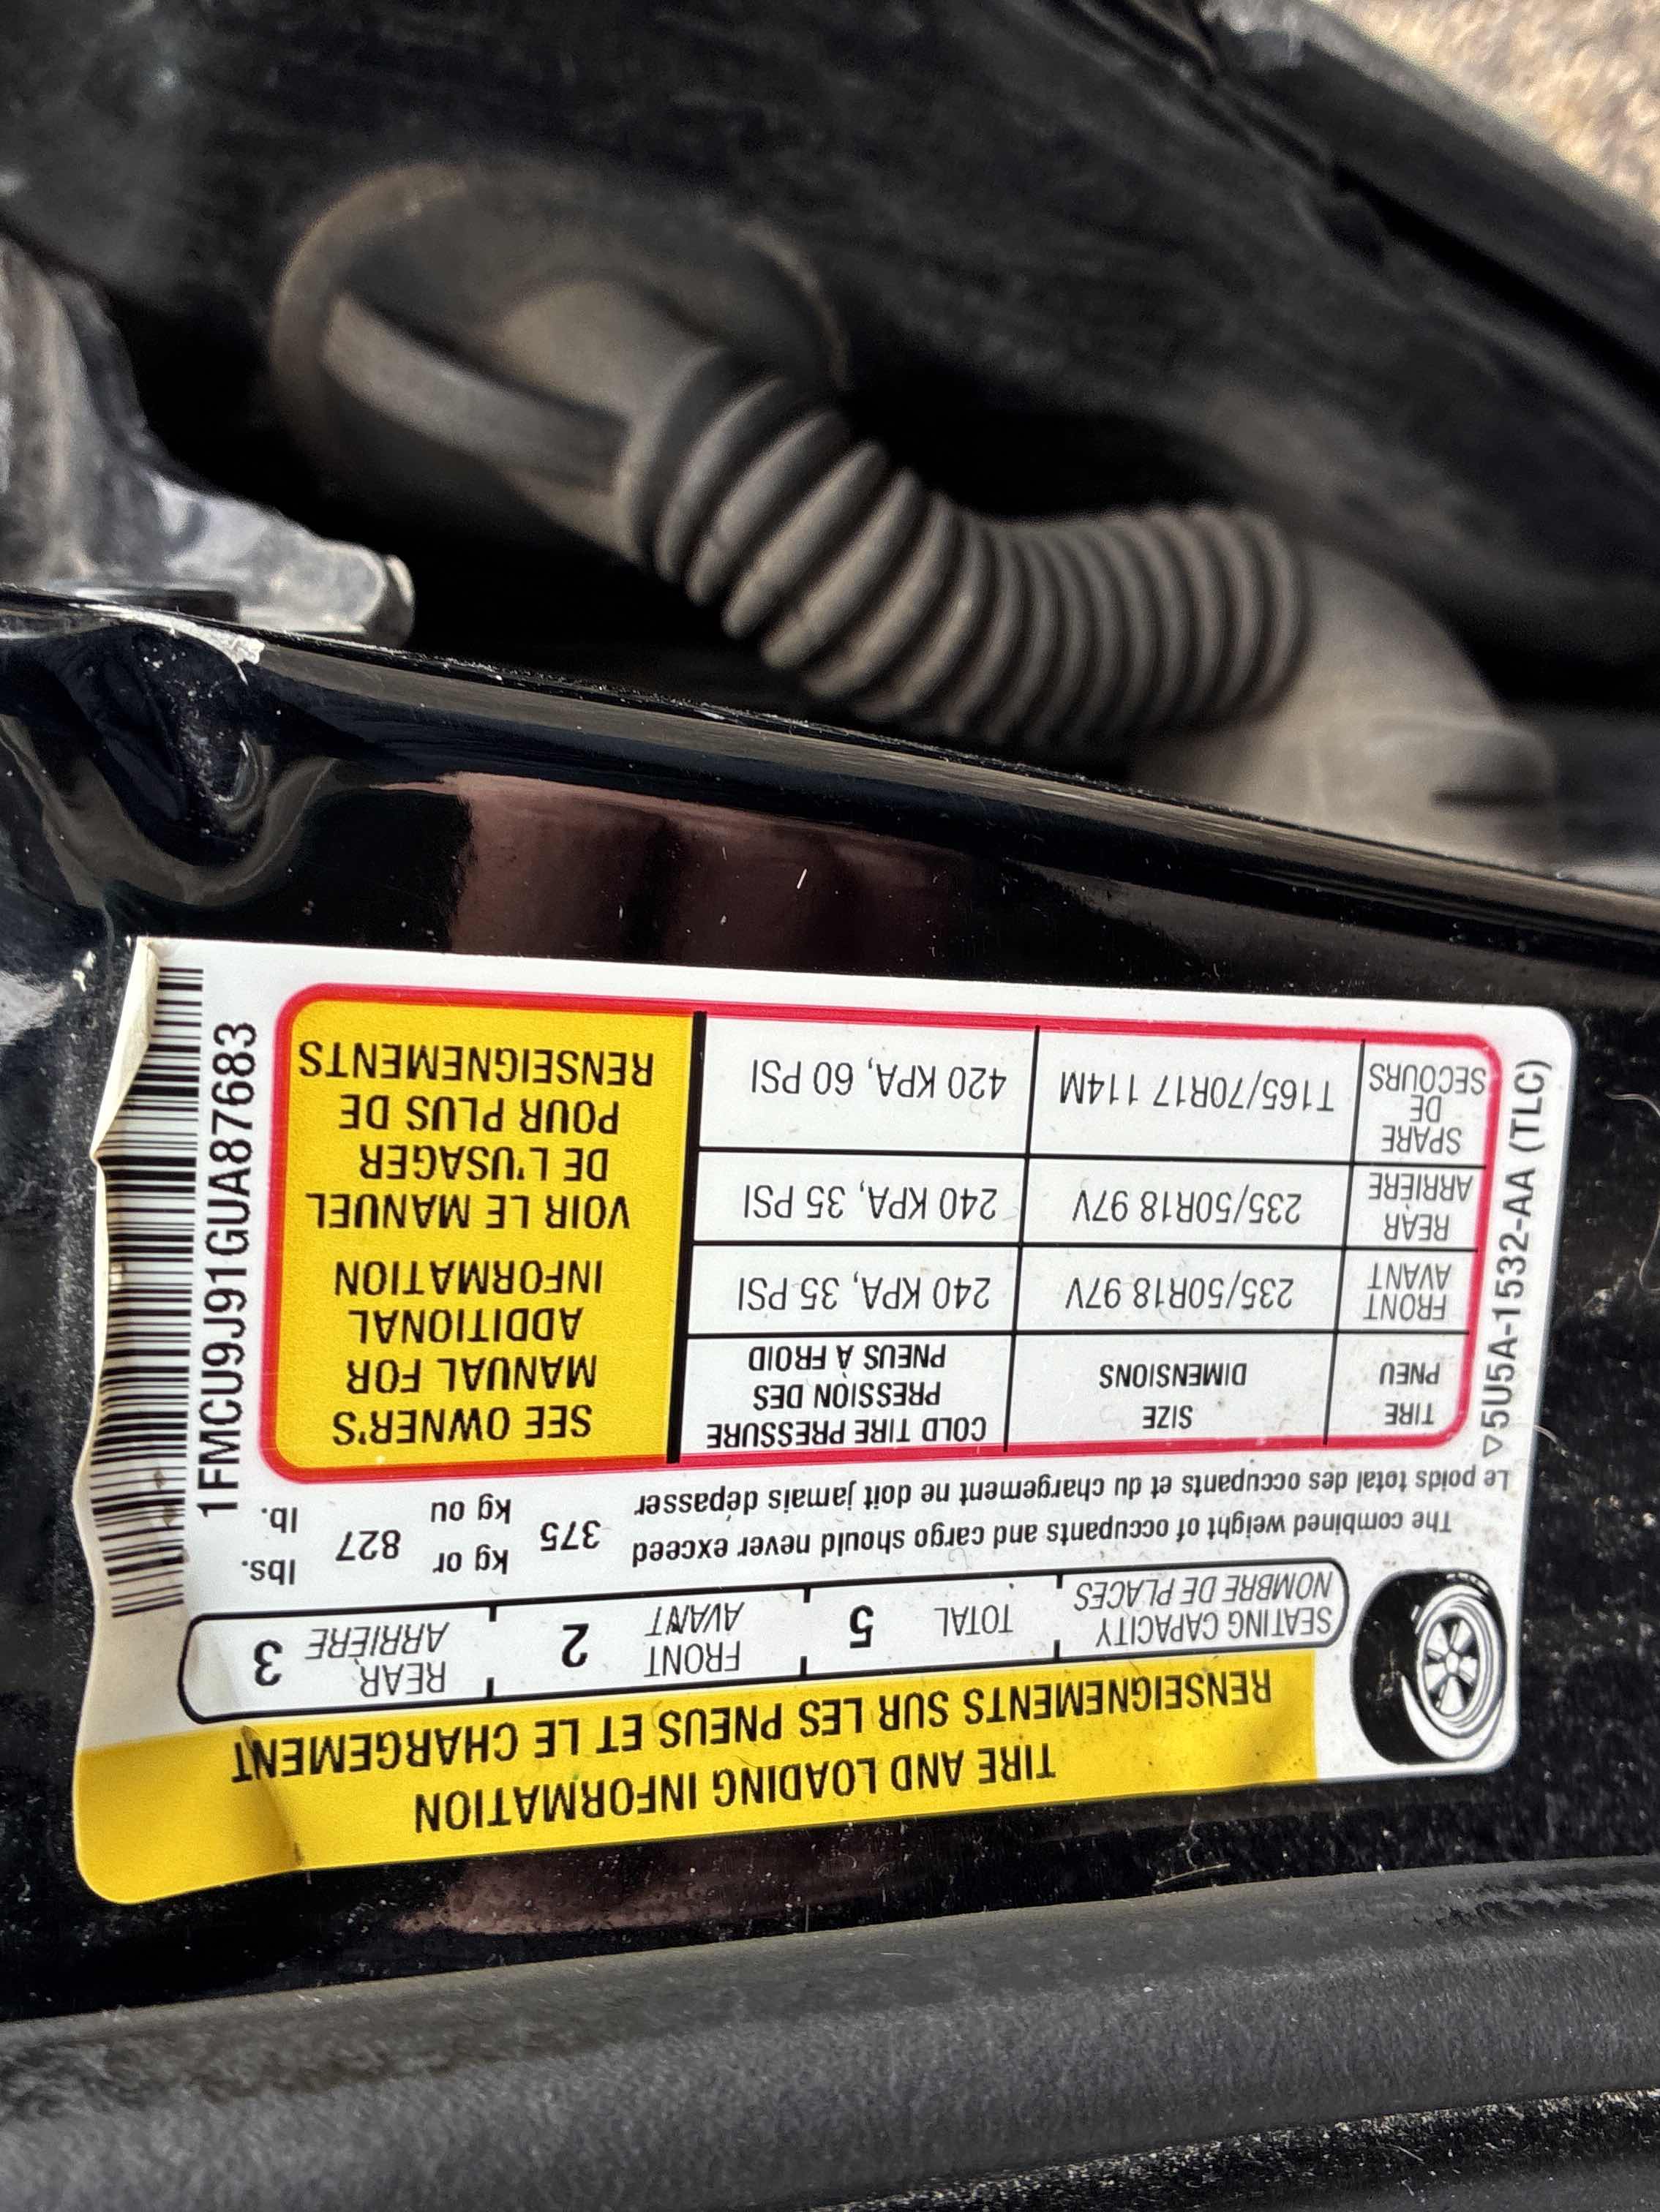 TIRE AND LOADING INFORMATION
RENSEIGNEMENTS SUR LES PNEUS ET LE CHARGEMENT
SEATING CAPACITY
NOMBRE DE PLACES
TOTAL 5
FRONT
AVANT
2
REAR
ARRIÈRE
3
The combined weight of occupants and cargo should never exceed 375 kg or 827 lbs.
Le poids total des occupants et du chargement ne doit jamais dépasser kg ou lb.
TIRE
PNEU
SIZE
DIMENSIONS
COLD TIRE PRESSURE
PRESSION DES
PNEUS À FROID
FRONT
AVANT
235/50R18 97V
240 KPA, 35 PSI
REAR
ARRIÈRE
235/50R18 97V
240 KPA, 35 PSI
SPARE
DE
SECOURS
T165/70R17 114M
420 KPA, 60 PSI
SEE OWNER'S
MANUAL FOR
ADDITIONAL
INFORMATION
VOIR LE MANUEL
DE L'USAGER
POUR PLUS DE
RENSEIGNEMENTS
▽5U5A-1532-AA (TLC)
1FMCU9J91GUA87683